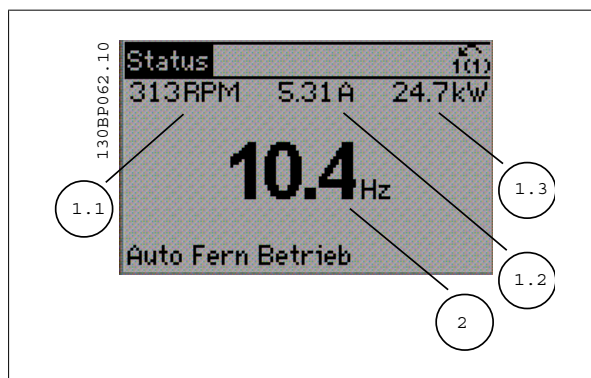 130BP062.10
Status
1(1)
313RPM 5.31A 24.7kW
10.4Hz
Auto Fern Betrieb
1.1
1.3
1.2
2